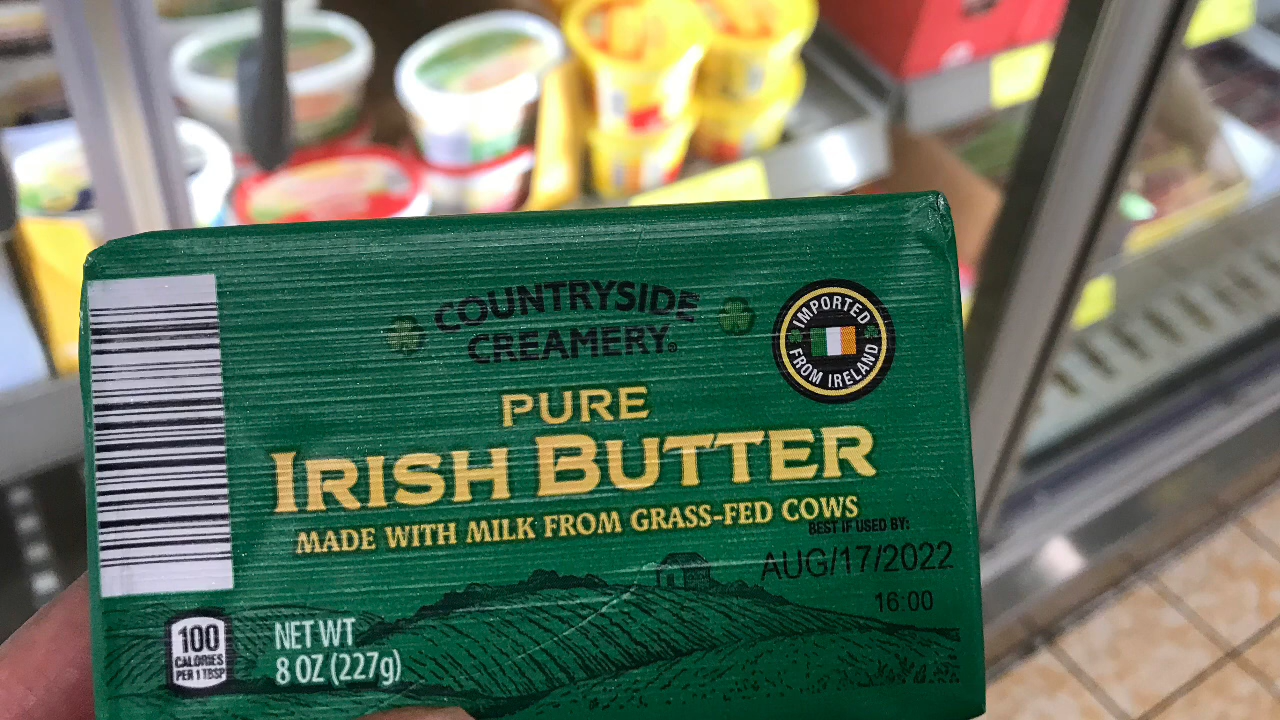 COUNTRYSIDE
CREAMERY®
IMPORTED
FROM IRELAND
PURE
IRISH BUTTER
MADE WITH MILK FROM GRASS-FED COWS
BEST IF USED BY:
AUG/17/2022
16:00
100
CALORIES
PER 1 TBSP
NET WT
8 OZ (227g)